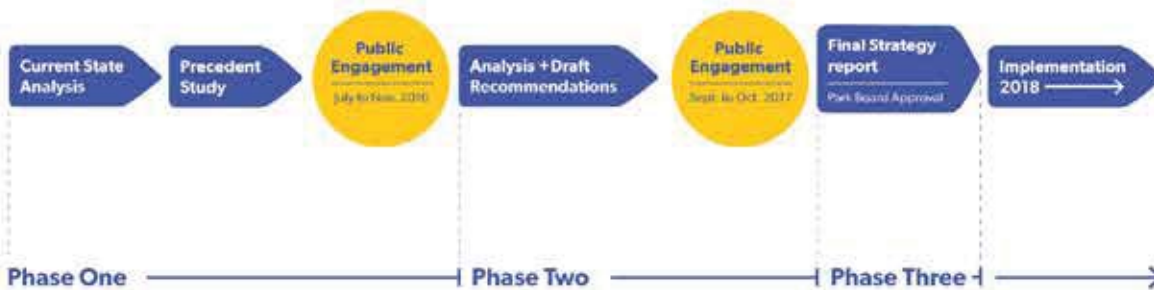 Current State
Analysis
Precedent
Study
Public
Engagement
July to Nov. 2016
Analysis + Draft
Recommendations
Public
Engagement
Sept. to Oct. 2017
Final Strategy
report
Park Board Approval
Implementation
2018
Phase One
Phase Two
Phase Three